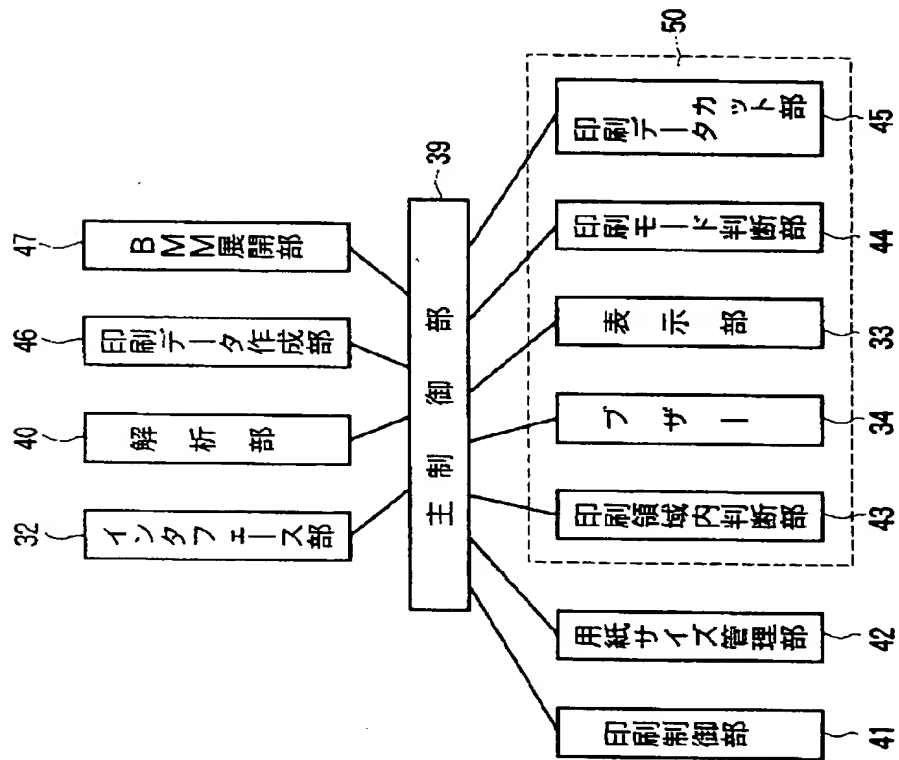 32
インタフェース部
40
解析部
46
印刷データ作成部
47
BMM展開部
主制御部
39
50
印刷制御部
41
用紙サイズ管理部
42
印刷領域内判断部
43
ブザー
34
表示部
33
印刷モード判断部
44
印刷データ
カット部
45